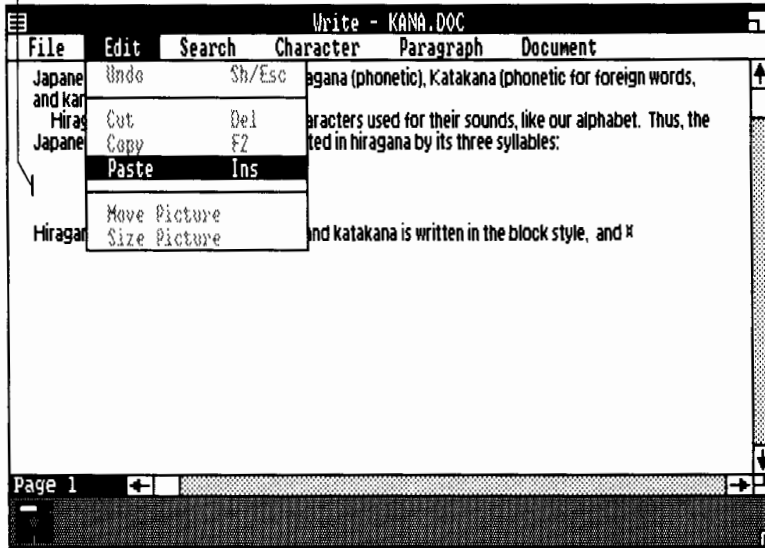 Write - KANA.DOC
File Edit Search Character Paragraph Document
Japane
and kar
Hirag
Japane
Hiragar
Undo Sh/Esc
Cut Del
Copy F2
Paste Ins
Move Picture
Size Picture
agana (phonetic), Katakana (phonetic for foreign words,
aracters used for their sounds, like our alphabet. Thus, the
ted in hiragana by its three syllables:
and katakana is written in the block style, and ¤
Page 1